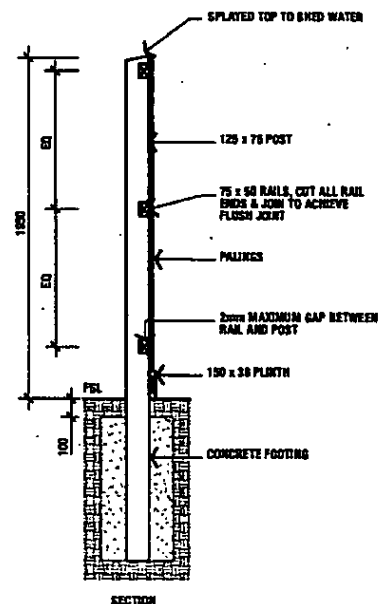 SPLAYED TOP TO SHED WATER
125 x 75 POST
EQ
75 x 50 RAILS, CUT ALL RAIL
ENDS & JOIN TO ACHIEVE
FLUSH JOINT
1950
PALINGS
EQ
2mm MAXIMUM GAP BETWEEN
RAIL AND POST
150 x 38 PLINTH
FGL
100
CONCRETE FOOTING
SECTION